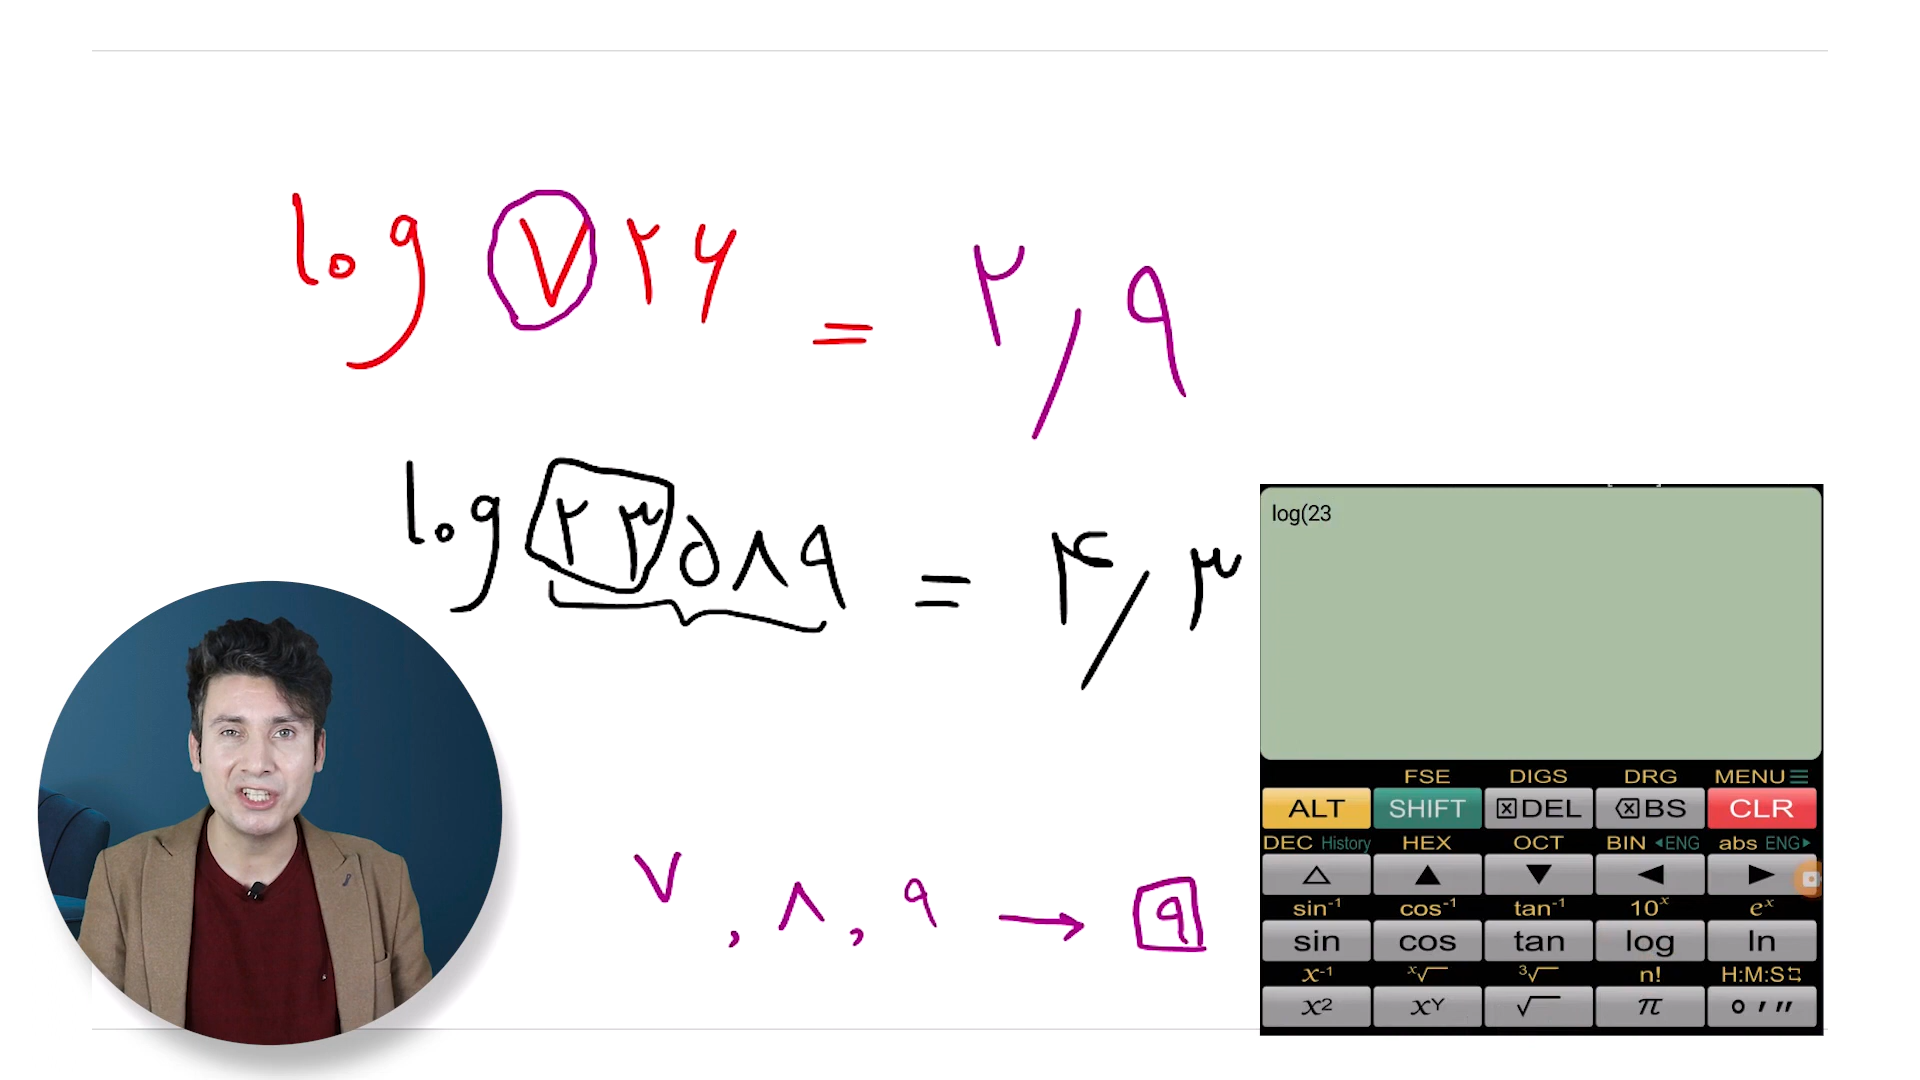 log ۷۲۶ = ۲,۹
log ۲۳۵۸۹ = ۴,۳
۷, ۸, ۹ → ۹
log(23
FSE DIGS DRG MENU
ALT SHIFT DEL BS CLR
DEC History HEX OCT BIN ◂ENG abs ENG▸
△ ▲ ▼ ◀ ▶
sin⁻¹ cos⁻¹ tan⁻¹ 10ˣ eˣ
sin cos tan log ln
x⁻¹ ˣ√ ³√ n! H:M:S
x² xʸ √ π ° ′ ″